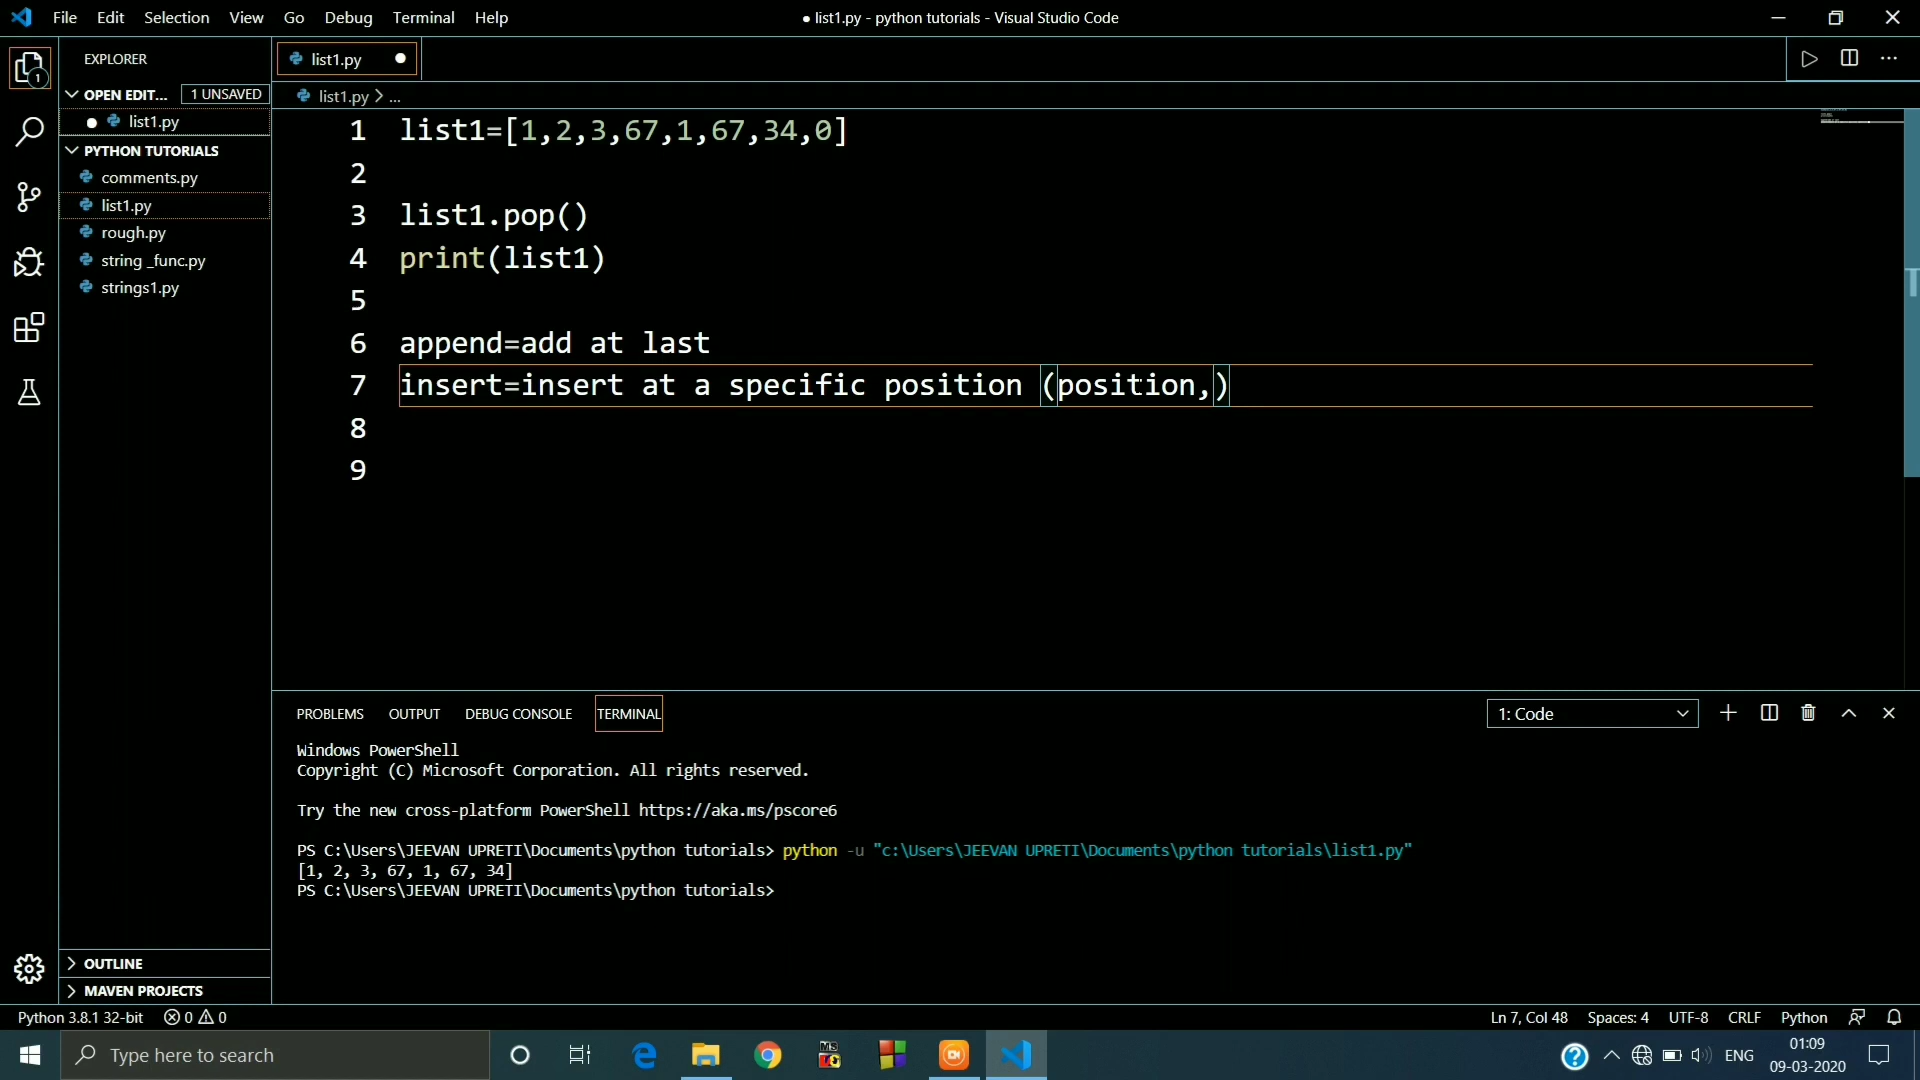 File Edit Selection View Go Debug Terminal Help
● list1.py - python tutorials - Visual Studio Code
EXPLORER
OPEN EDIT... 1 UNSAVED
list1.py
PYTHON TUTORIALS
comments.py
list1.py
rough.py
string _func.py
strings1.py
OUTLINE
MAVEN PROJECTS
1
list1.py
list1.py > ...
1 list1=[1,2,3,67,1,67,34,0]
2
3 list1.pop()
4 print(list1)
5
6 append=add at last
7 insert=insert at a specific position (position,)
8
9
PROBLEMS OUTPUT DEBUG CONSOLE TERMINAL 1: Code
Windows PowerShell
Copyright (C) Microsoft Corporation. All rights reserved.
Try the new cross-platform PowerShell https://aka.ms/pscore6
PS C:\Users\JEEVAN UPRETI\Documents\python tutorials> python -u "c:\Users\JEEVAN UPRETI\Documents\python tutorials\list1.py"
[1, 2, 3, 67, 1, 67, 34]
PS C:\Users\JEEVAN UPRETI\Documents\python tutorials>
Python 3.8.1 32-bit 0 0 Ln 7, Col 48 Spaces: 4 UTF-8 CRLF Python
Type here to search
ENG
01:09
09-03-2020